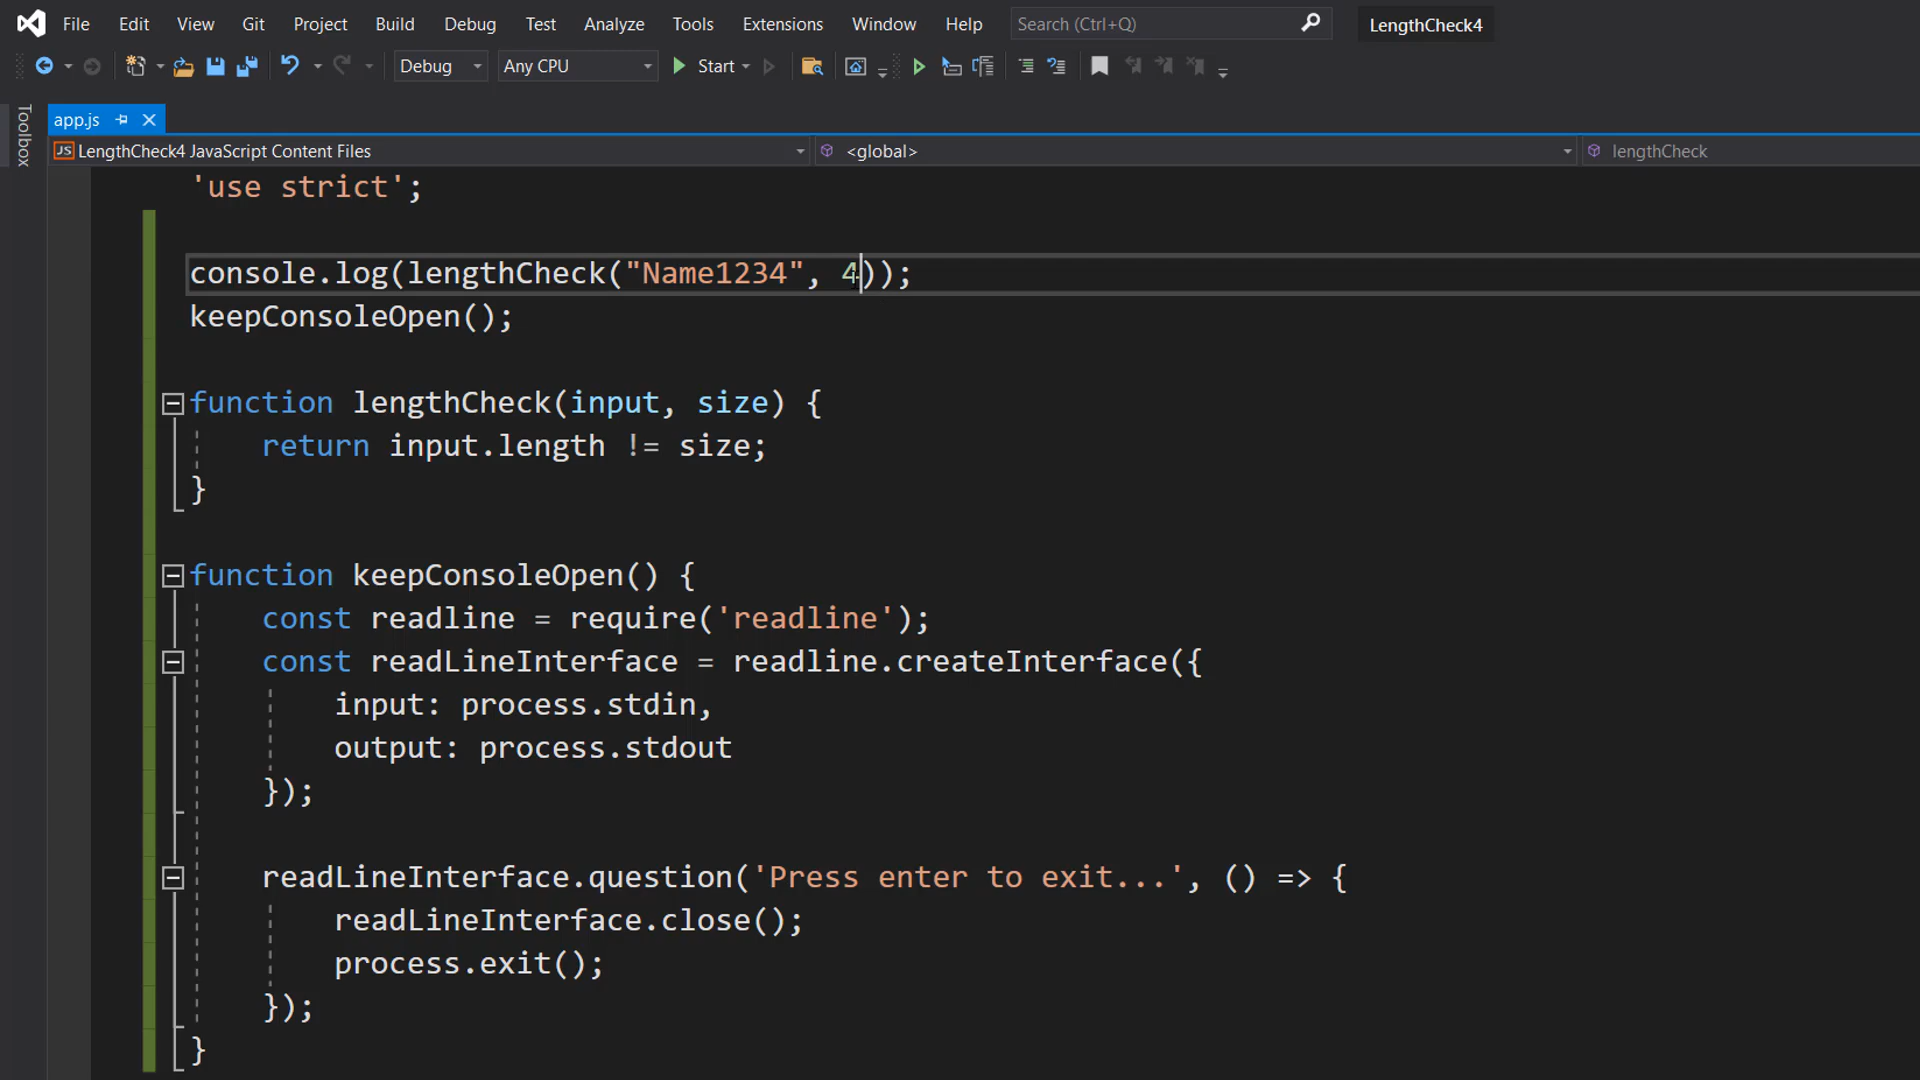 File Edit View Git Project Build Debug Test Analyze Tools Extensions Window Help Search (Ctrl+Q) LengthCheck4
Debug Any CPU Start
Toolbox
app.js
JS LengthCheck4 JavaScript Content Files <global> lengthCheck
'use strict';
console.log(lengthCheck("Name1234", 4));
keepConsoleOpen();
function lengthCheck(input, size) {
return input.length != size;
}
function keepConsoleOpen() {
const readline = require('readline');
const readLineInterface = readline.createInterface({
input: process.stdin,
output: process.stdout
});
readLineInterface.question('Press enter to exit...', () => {
readLineInterface.close();
process.exit();
});
}